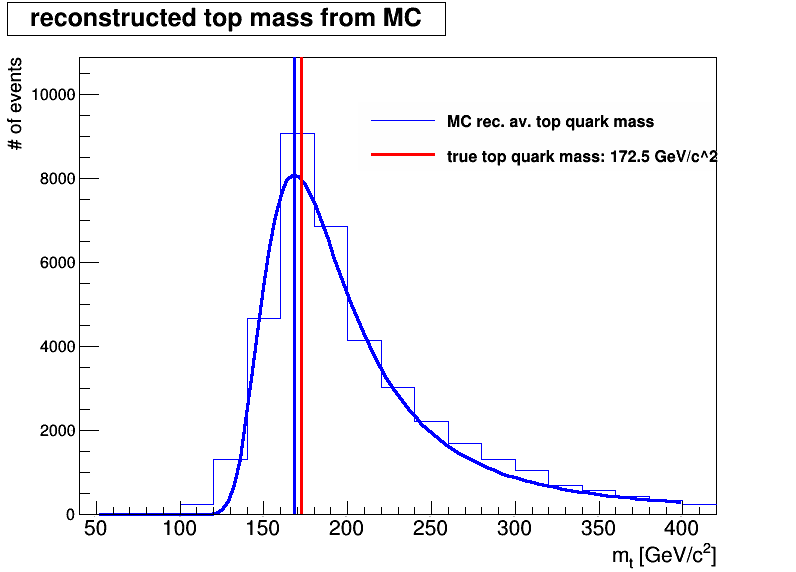 reconstructed top mass from MC
# of events
10000
8000
6000
4000
2000
0
MC rec. av. top quark mass
true top quark mass: 172.5 GeV/c^2
50 100 150 200 250 300 350 400
m_t [GeV/c²]